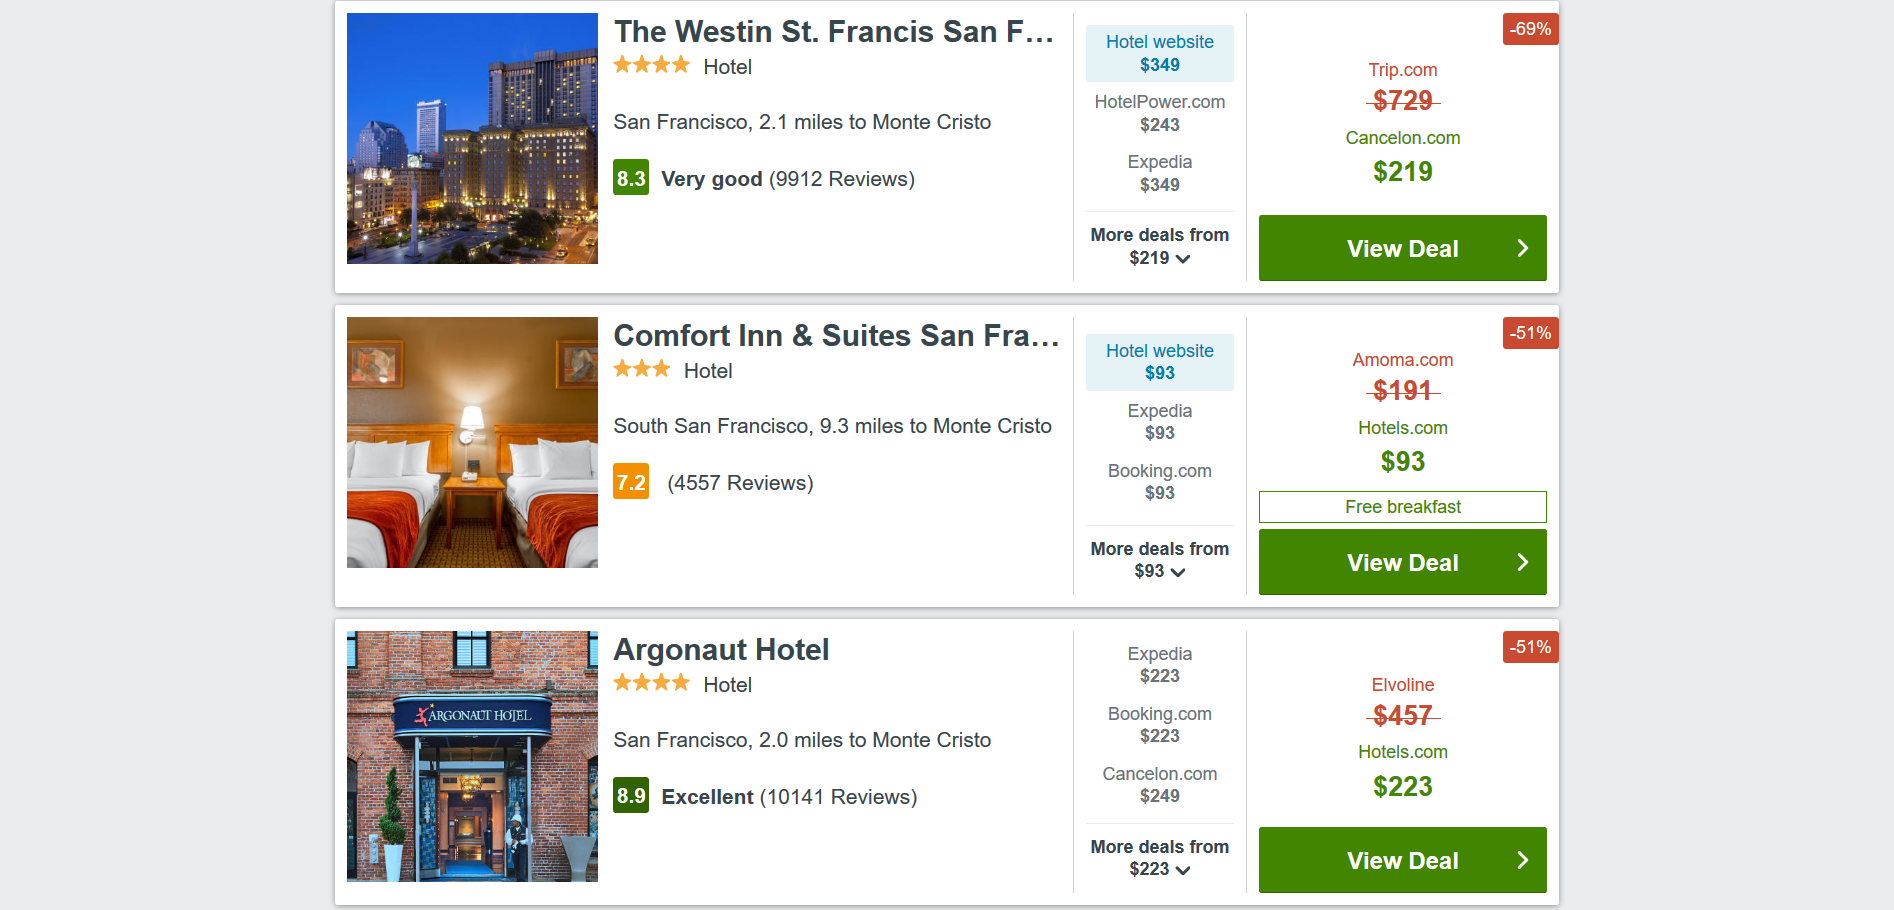 The Westin St. Francis San F...
Hotel
San Francisco, 2.1 miles to Monte Cristo
8.3 Very good (9912 Reviews)
Hotel website
$349
HotelPower.com
$243
Expedia
$349
More deals from
$219
-69%
Trip.com
$729
Cancelon.com
$219
View Deal
Comfort Inn & Suites San Fra...
Hotel
South San Francisco, 9.3 miles to Monte Cristo
7.2 (4557 Reviews)
Hotel website
$93
Expedia
$93
Booking.com
$93
More deals from
$93
-51%
Amoma.com
$191
Hotels.com
$93
Free breakfast
View Deal
ARGONAUT HOTEL
Argonaut Hotel
Hotel
San Francisco, 2.0 miles to Monte Cristo
8.9 Excellent (10141 Reviews)
Expedia
$223
Booking.com
$223
Cancelon.com
$249
More deals from
$223
-51%
Elvoline
$457
Hotels.com
$223
View Deal